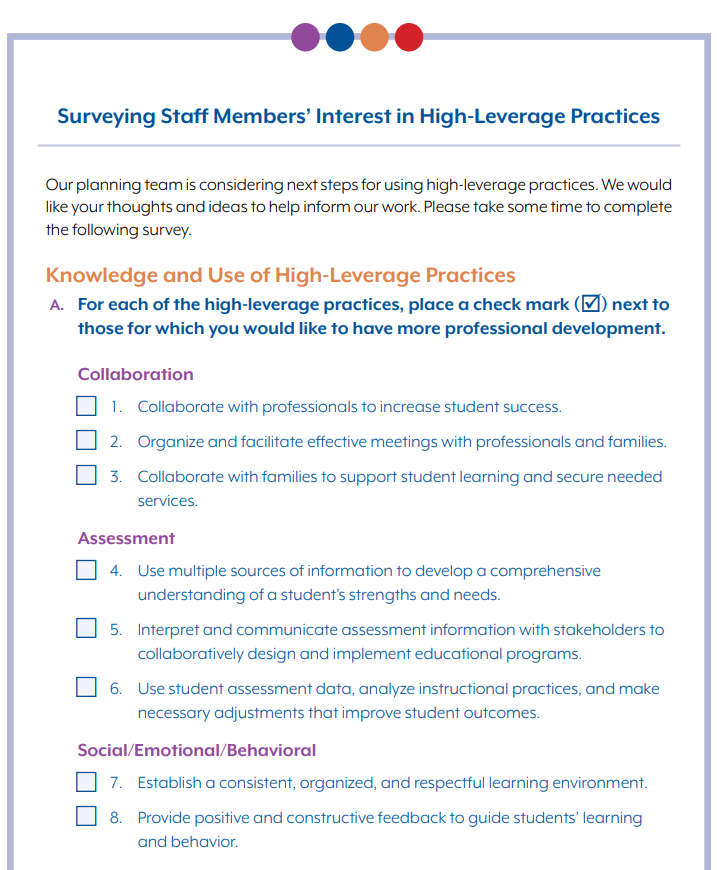 Surveying Staff Members’ Interest in High-Leverage Practices
Our planning team is considering next steps for using high-leverage practices. We would
like your thoughts and ideas to help inform our work. Please take some time to complete
the following survey.
Knowledge and Use of High-Leverage Practices
A. For each of the high-leverage practices, place a check mark (☑) next to
those for which you would like to have more professional development.
Collaboration
1. Collaborate with professionals to increase student success.
2. Organize and facilitate effective meetings with professionals and families.
3. Collaborate with families to support student learning and secure needed
services.
Assessment
4. Use multiple sources of information to develop a comprehensive
understanding of a student’s strengths and needs.
5. Interpret and communicate assessment information with stakeholders to
collaboratively design and implement educational programs.
6. Use student assessment data, analyze instructional practices, and make
necessary adjustments that improve student outcomes.
Social/Emotional/Behavioral
7. Establish a consistent, organized, and respectful learning environment.
8. Provide positive and constructive feedback to guide students’ learning
and behavior.